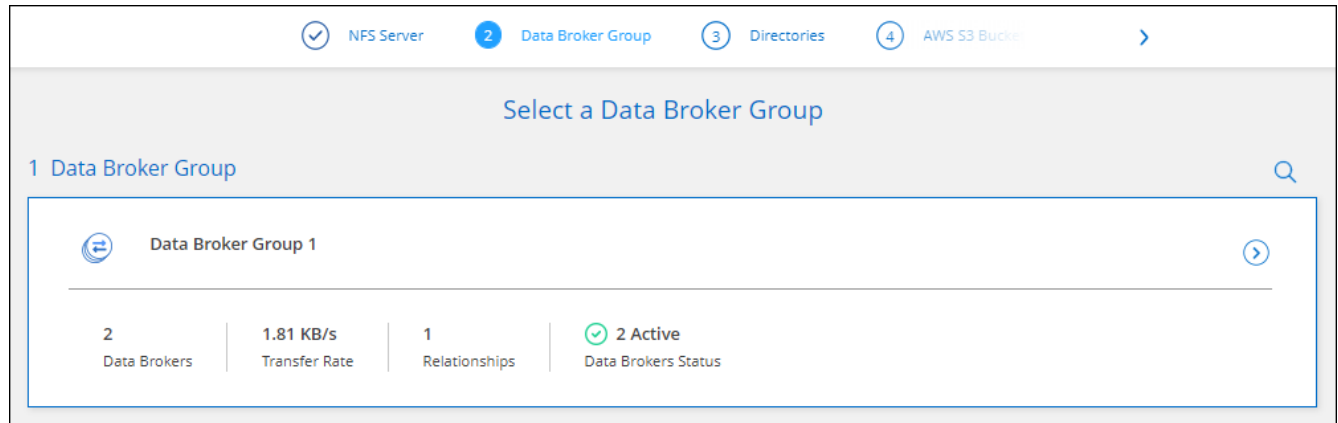 NFS Server 2 Data Broker Group 3 Directories 4 AWS S3
Select a Data Broker Group
1 Data Broker Group
Data Broker Group 1
2 1.81 KB/s 1 2 Active
Data Brokers Transfer Rate Relationships Data Brokers Status